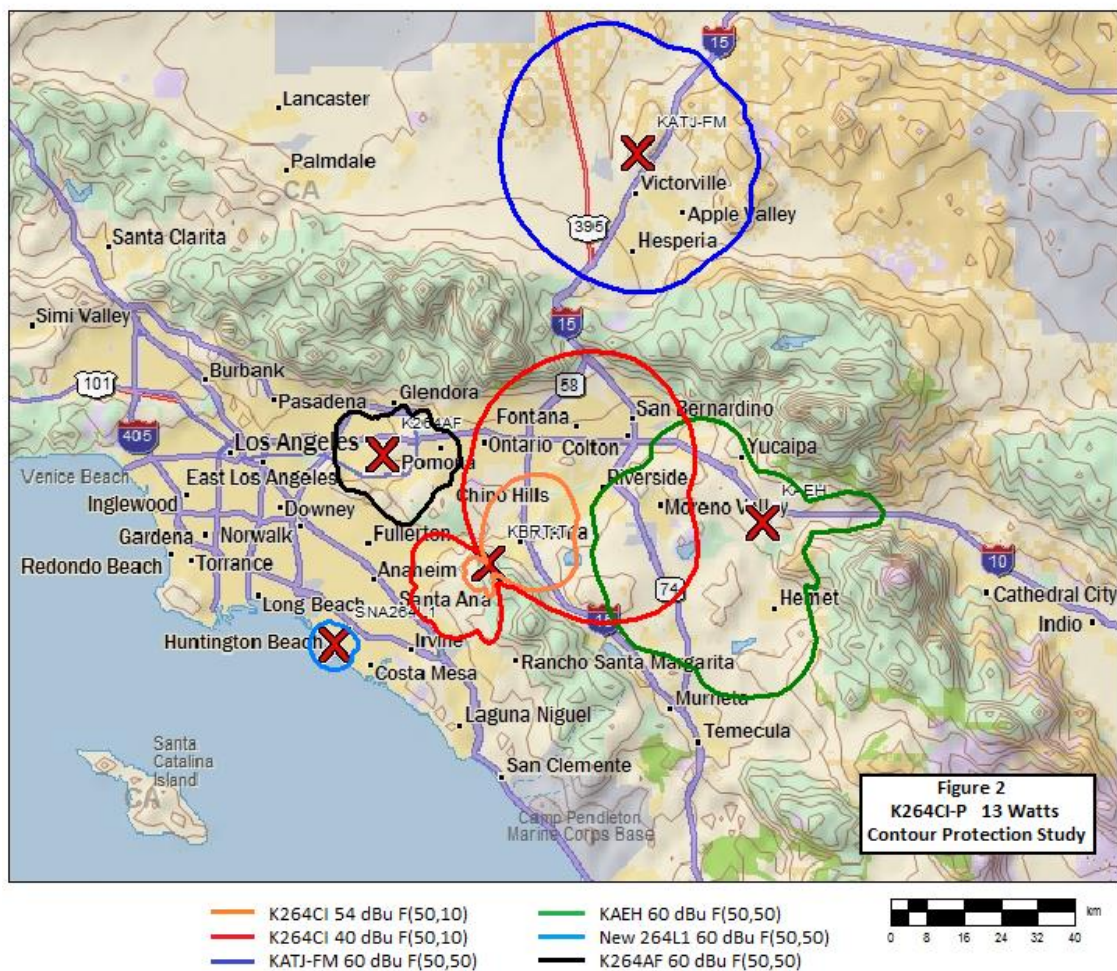 15
Lancaster
KATJ-FM
Palmdale
CA
Victorville
Apple Valley
395
Santa Clarita
Hesperia
Simi Valley
15
Burbank
101
Glendora
58
Pasadena
K264AF
Fontana
San Bernardino
405
Los Angeles
Ontario
Colton
Yucaipa
Venice Beach
East Los Angeles
Pomona
Inglewood
Chino Hills
Riverside
Downey
Moreno Valley
KAEH
Gardena
Norwalk
Fullerton
Redondo Beach
Torrance
Anaheim
10
Long Beach
Santa Ana
74
Hemet
Cathedral City
SNA264L1
15
Indio
Huntington Beach
Irvine
Costa Mesa
Rancho Santa Margarita
Murrieta
Laguna Niguel
Temecula
Santa
Catalina
Island
CA
San Clemente
Camp Pendleton
Marine Corps Base
Figure 2
K264CI-P 13 Watts
Contour Protection Study
K264CI 54 dBu F(50,10)
K264CI 40 dBu F(50,10)
KATJ-FM 60 dBu F(50,50)
KAEH 60 dBu F(50,50)
New 264L1 60 dBu F(50,50)
K264AF 60 dBu F(50,50)
km
0 8 16 24 32 40